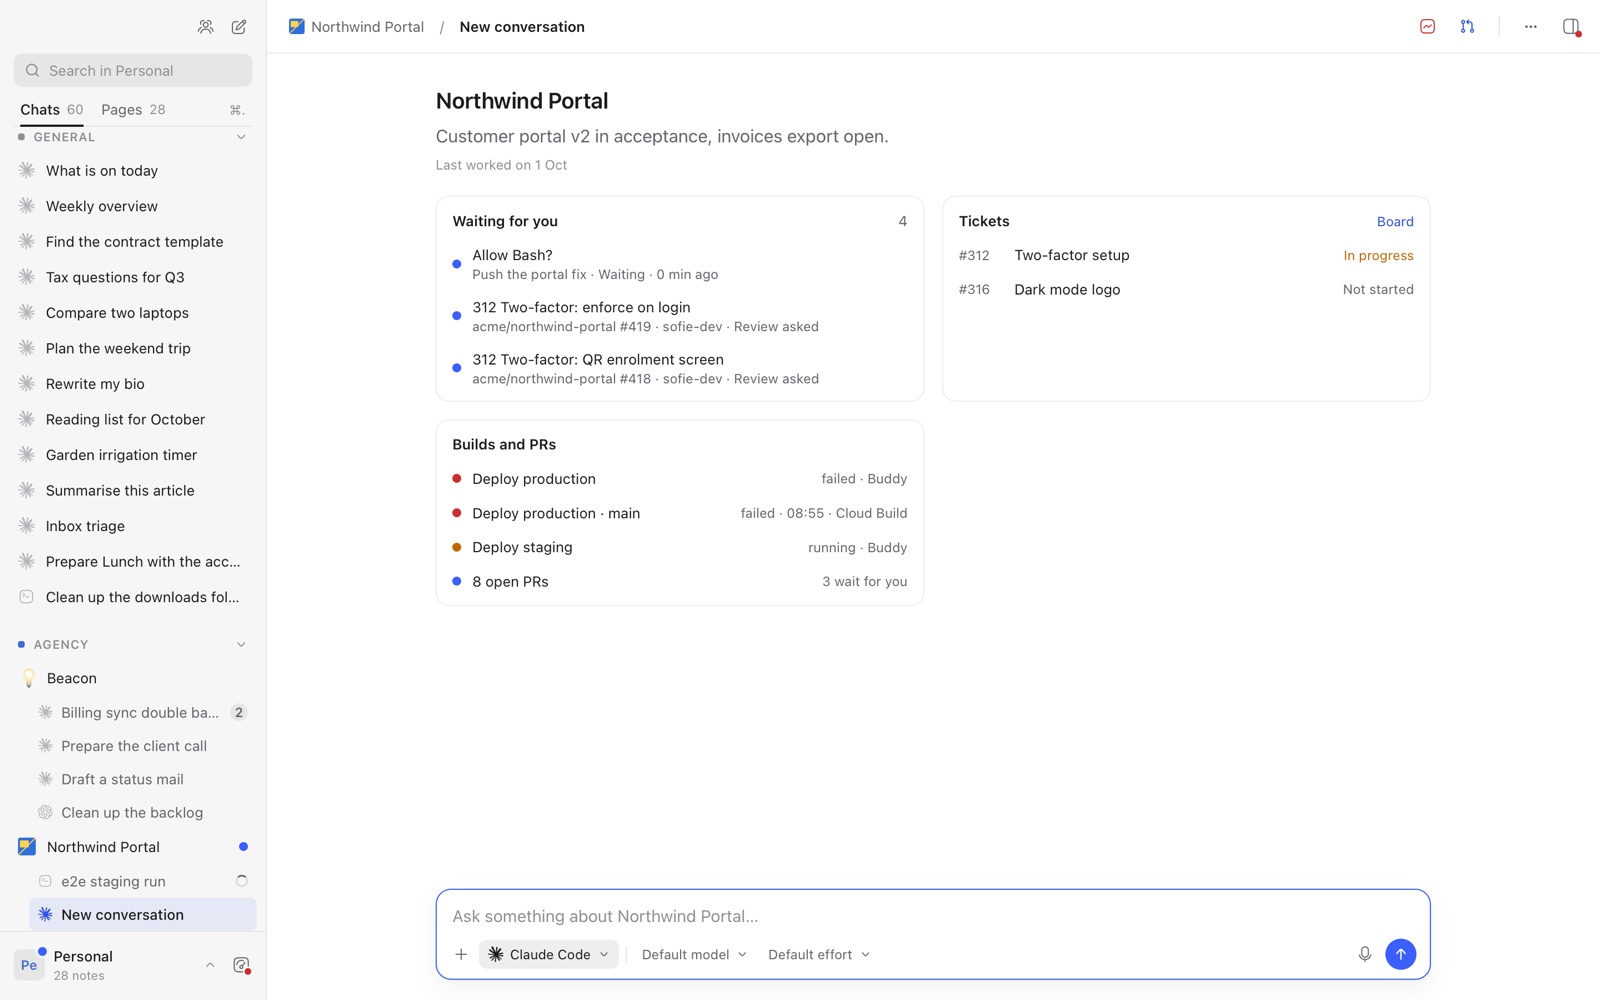 Search in Personal
Chats 60 Pages 28 ⌘.
GENERAL
What is on today
Weekly overview
Find the contract template
Tax questions for Q3
Compare two laptops
Plan the weekend trip
Rewrite my bio
Reading list for October
Garden irrigation timer
Summarise this article
Inbox triage
Prepare Lunch with the acc...
Clean up the downloads fol...
AGENCY
Beacon
Billing sync double ba... 2
Prepare the client call
Draft a status mail
Clean up the backlog
Northwind Portal
e2e staging run
New conversation
Pe Personal
28 notes
Northwind Portal / New conversation
Northwind Portal
Customer portal v2 in acceptance, invoices export open.
Last worked on 1 Oct
Waiting for you 4
Allow Bash?
Push the portal fix · Waiting · 0 min ago
312 Two-factor: enforce on login
acme/northwind-portal #419 · sofie-dev · Review asked
312 Two-factor: QR enrolment screen
acme/northwind-portal #418 · sofie-dev · Review asked
Tickets Board
#312 Two-factor setup In progress
#316 Dark mode logo Not started
Builds and PRs
Deploy production failed · Buddy
Deploy production · main failed · 08:55 · Cloud Build
Deploy staging running · Buddy
8 open PRs 3 wait for you
Ask something about Northwind Portal...
Claude Code Default model Default effort